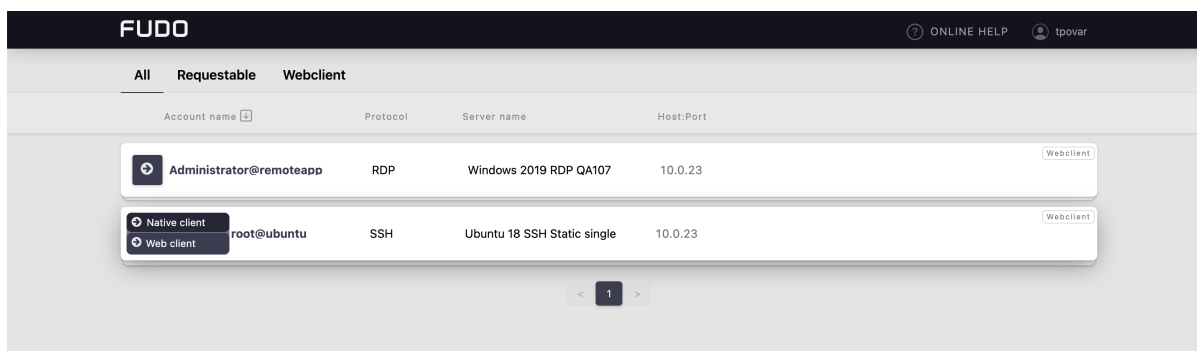 FUDO
? ONLINE HELP tpovar
All Requestable Webclient
Account name Protocol Server name Host:Port
Webclient
Administrator@remoteapp RDP Windows 2019 RDP QA107 10.0.23
Webclient
Native client
root@ubuntu SSH Ubuntu 18 SSH Static single 10.0.23
Web client
< 1 >